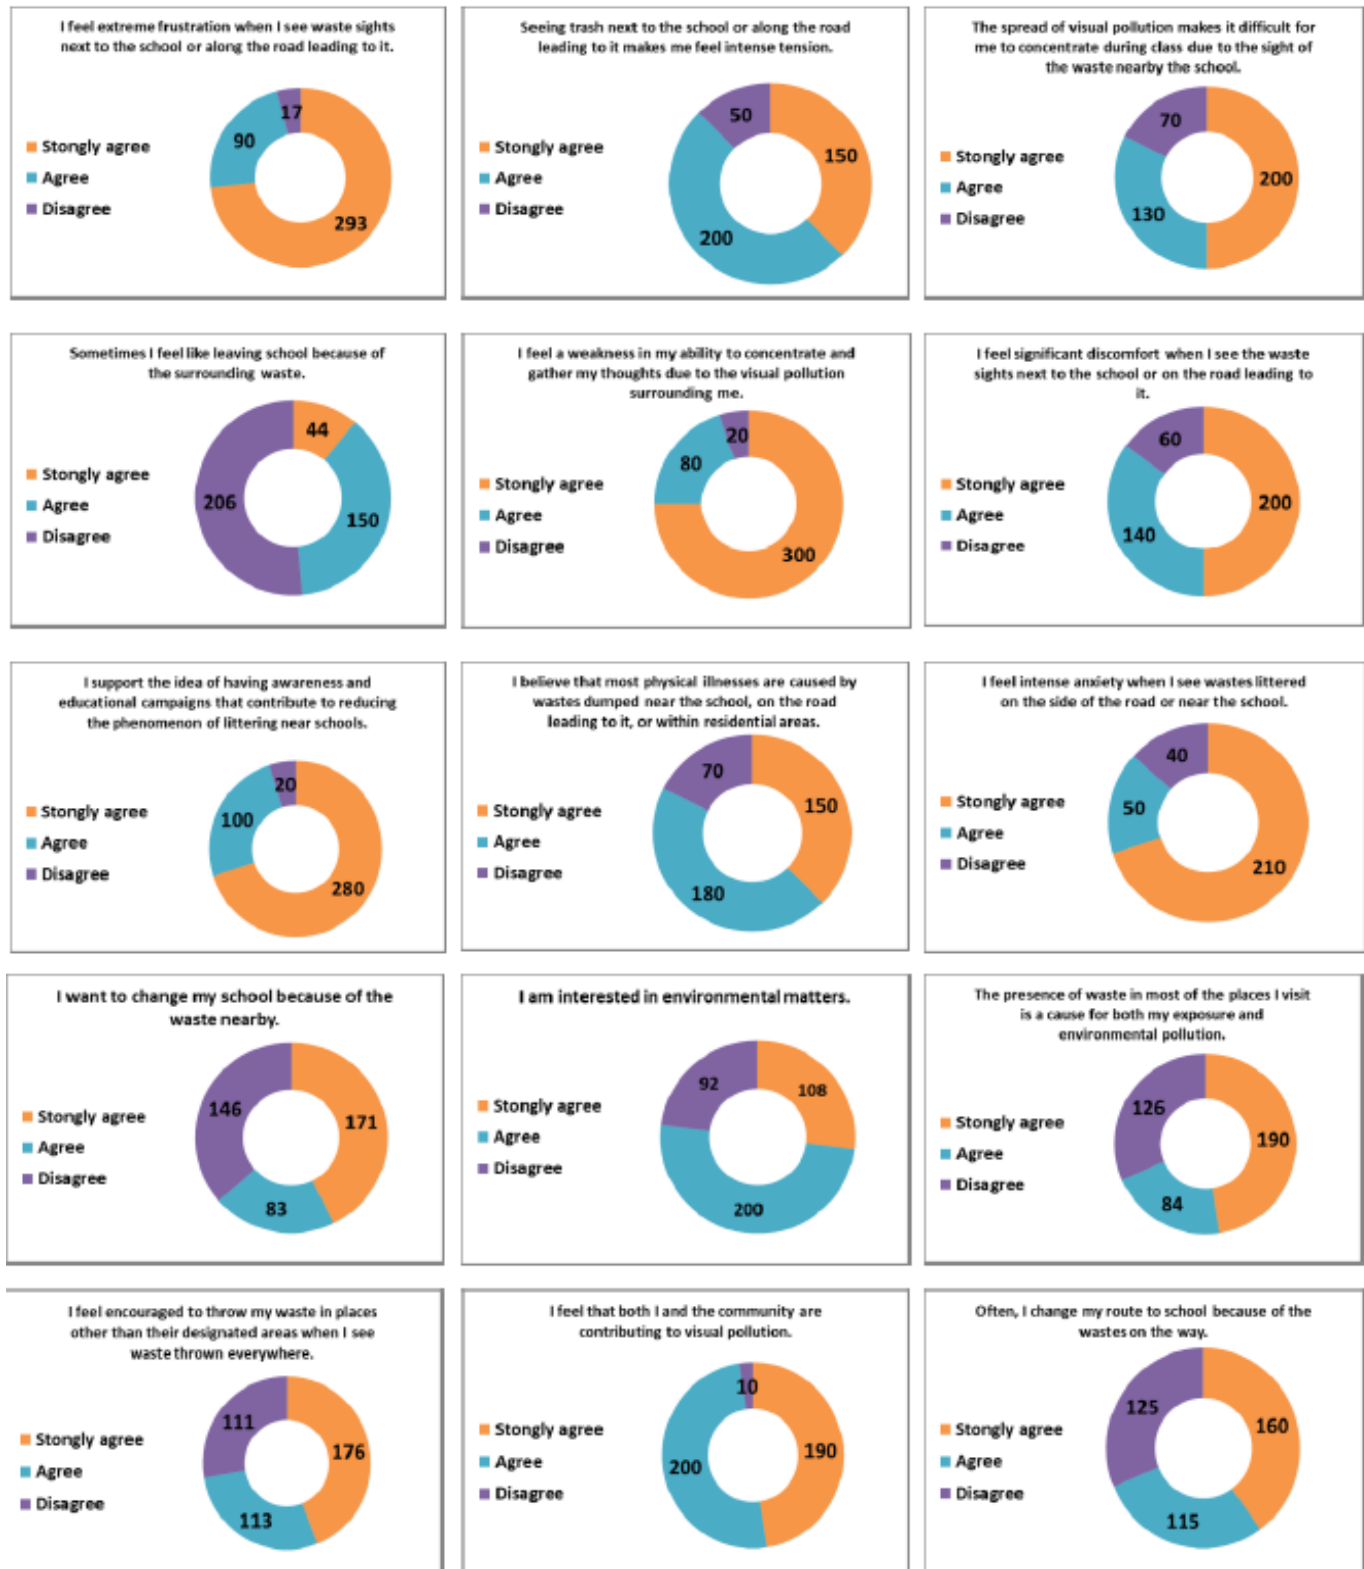 I feel extreme frustration when I see waste sights
next to the school or along the road leading to it.
Stongly agree
Agree
Disagree
17
90
293
Seeing trash next to the school or along the road
leading to it makes me feel intense tension.
Stongly agree
Agree
Disagree
50
150
200
The spread of visual pollution makes it difficult for
me to concentrate during class due to the sight of
the waste nearby the school.
Stongly agree
Agree
Disagree
70
200
130
Sometimes I feel like leaving school because of
the surrounding waste.
Stongly agree
Agree
Disagree
44
206
150
I feel a weakness in my ability to concentrate and
gather my thoughts due to the visual pollution
surrounding me.
Stongly agree
Agree
Disagree
20
80
300
I feel significant discomfort when I see the waste
sights next to the school or on the road leading to
it.
Stongly agree
Agree
Disagree
60
200
140
I support the idea of having awareness and
educational campaigns that contribute to reducing
the phenomenon of littering near schools.
Stongly agree
Agree
Disagree
20
100
280
I believe that most physical illnesses are caused by
wastes dumped near the school, on the road
leading to it, or within residential areas.
Stongly agree
Agree
Disagree
70
150
180
I feel intense anxiety when I see wastes littered
on the side of the road or near the school.
Stongly agree
Agree
Disagree
40
50
210
I want to change my school because of the
waste nearby.
Stongly agree
Agree
Disagree
146
171
83
I am interested in environmental matters.
Stongly agree
Agree
Disagree
92
108
200
The presence of waste in most of the places I visit
is a cause for both my exposure and
environmental pollution.
Stongly agree
Agree
Disagree
126
190
84
I feel encouraged to throw my waste in places
other than their designated areas when I see
waste thrown everywhere.
Stongly agree
Agree
Disagree
111
176
113
I feel that both I and the community are
contributing to visual pollution.
Stongly agree
Agree
Disagree
10
190
200
Often, I change my route to school because of the
wastes on the way.
Stongly agree
Agree
Disagree
125
160
115